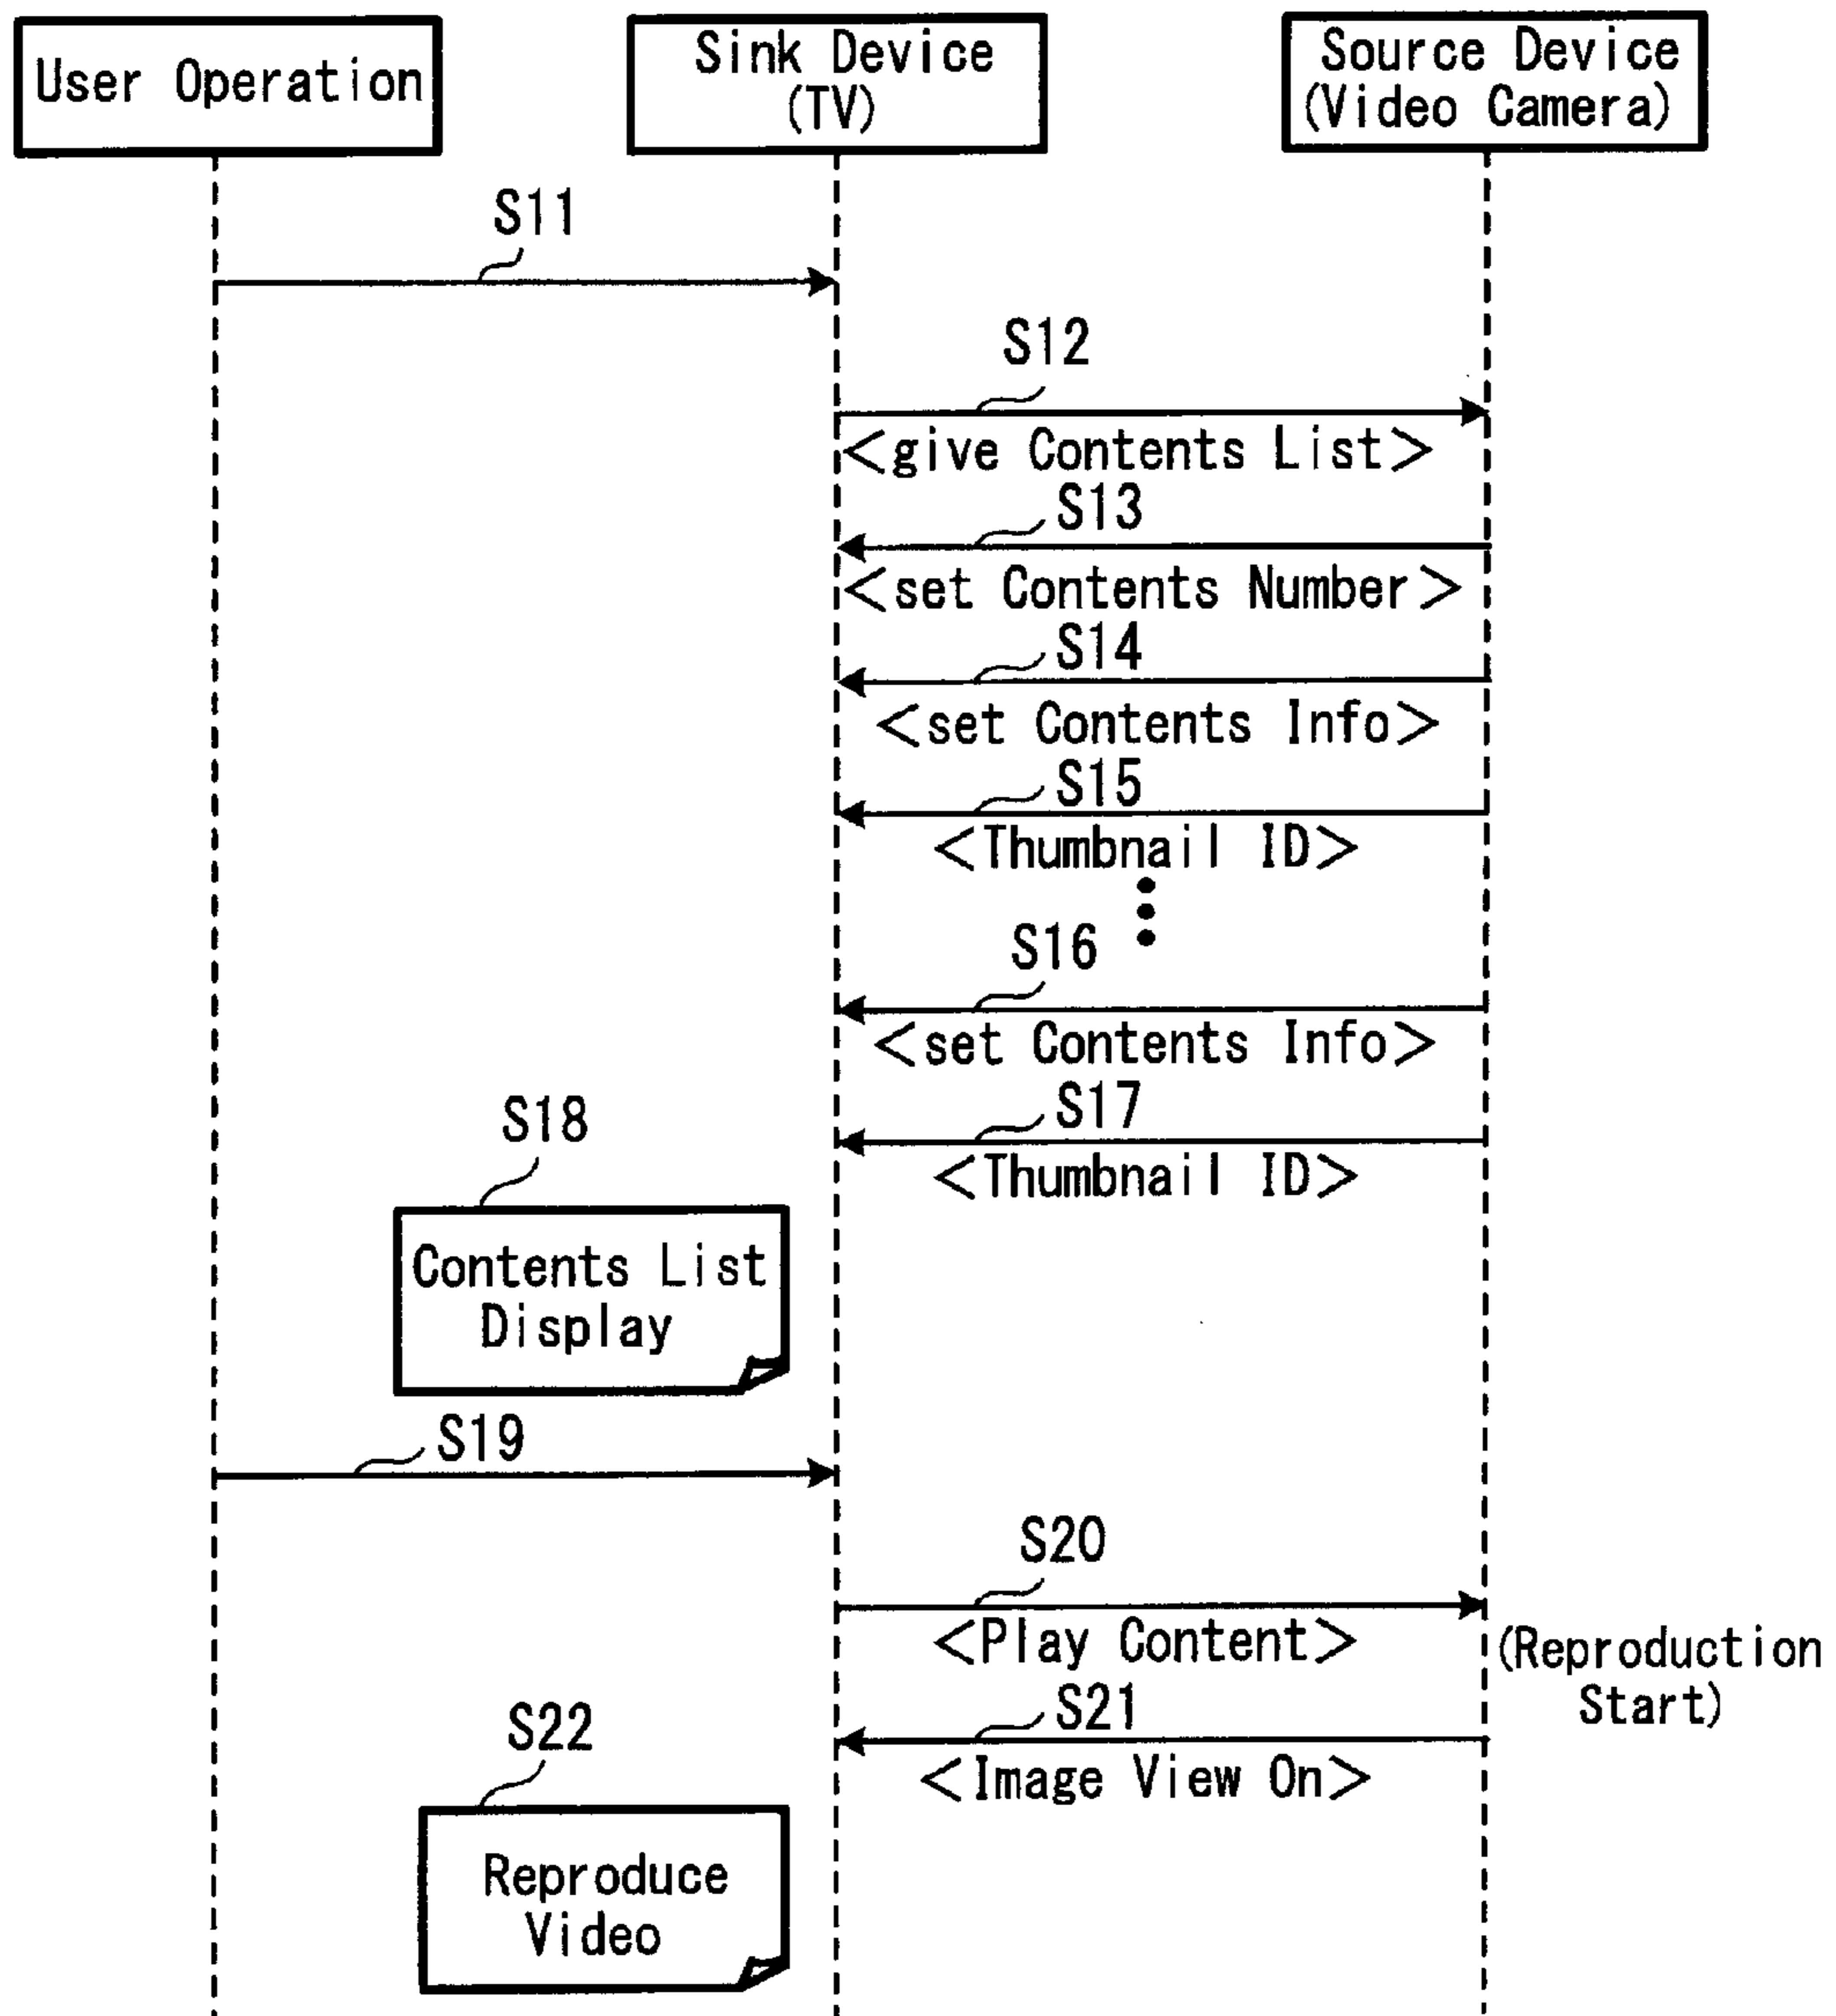 User Operation
Sink Device
(TV)
Source Device
(Video Camera)
S11
S12
<give Contents List>
S13
<set Contents Number>
S14
<set Contents Info>
S15
<Thumbnail ID>
S16
<set Contents Info>
S17
<Thumbnail ID>
S18
Contents List
Display
S19
S20
<Play Content>
(Reproduction
Start)
S21
<Image View On>
S22
Reproduce
Video